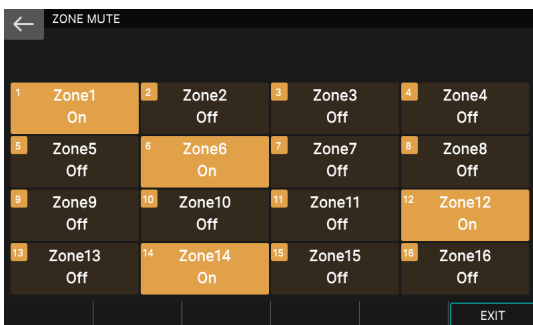 ZONE MUTE
1 Zone1
On
2 Zone2
Off
3 Zone3
Off
4 Zone4
Off
5 Zone5
Off
6 Zone6
On
7 Zone7
Off
8 Zone8
Off
9 Zone9
Off
10 Zone10
Off
11 Zone11
Off
12 Zone12
On
13 Zone13
Off
14 Zone14
On
15 Zone15
Off
16 Zone16
Off
EXIT